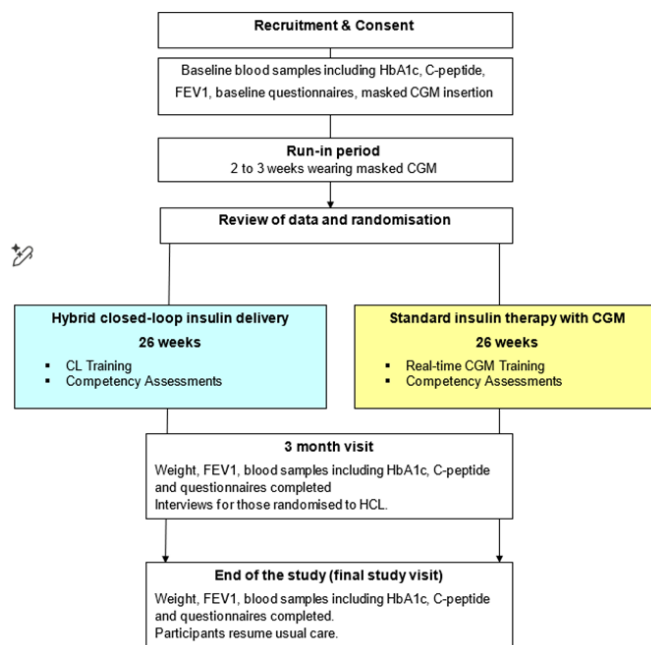 Recruitment & Consent
Baseline blood samples including HbA1c, C-peptide,
FEV1, baseline questionnaires, masked CGM insertion
Run-in period
2 to 3 weeks wearing masked CGM
Review of data and randomisation
Hybrid closed-loop insulin delivery
26 weeks
▪ CL Training
▪ Competency Assessments
Standard insulin therapy with CGM
26 weeks
▪ Real-time CGM Training
▪ Competency Assessments
3 month visit
Weight, FEV1, blood samples including HbA1c, C-peptide
and questionnaires completed
Interviews for those randomised to HCL.
End of the study (final study visit)
Weight, FEV1, blood samples including HbA1c, C-peptide
and questionnaires completed.
Participants resume usual care.